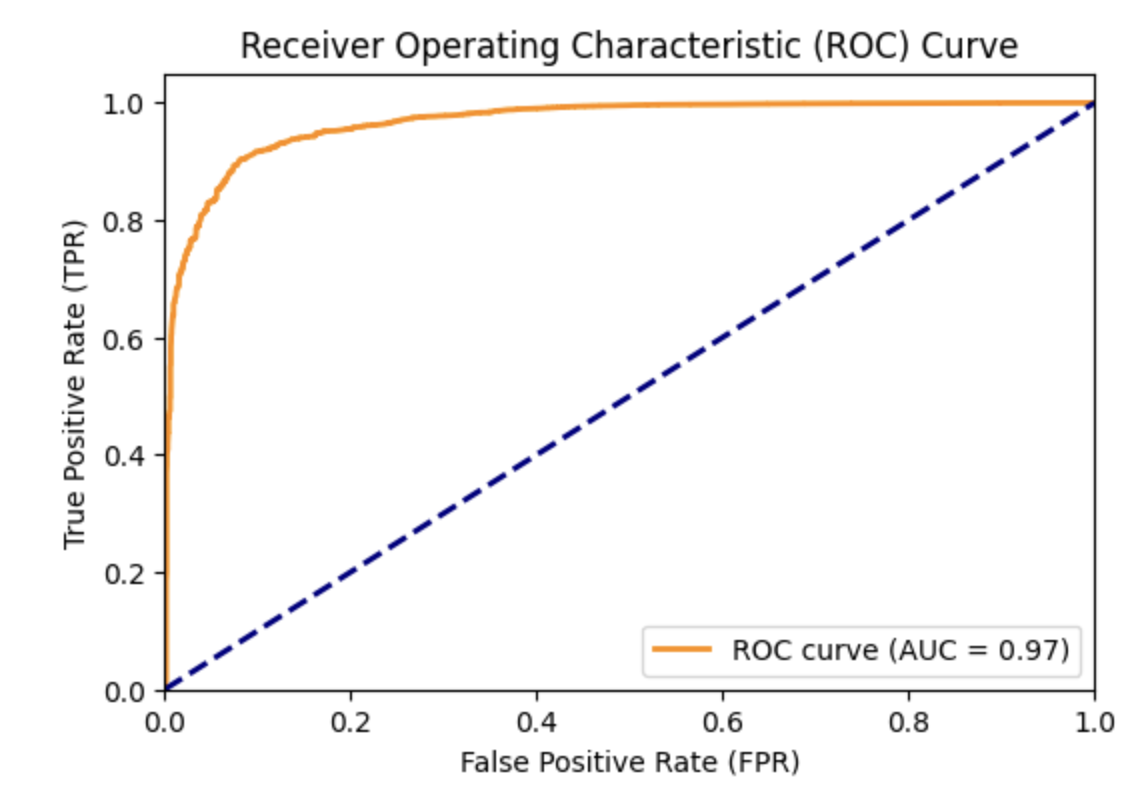 Receiver Operating Characteristic (ROC) Curve
1.0
0.8
0.6
0.4
0.2
0.0
True Positive Rate (TPR)
ROC curve (AUC = 0.97)
0.0 0.2 0.4 0.6 0.8 1.0
False Positive Rate (FPR)